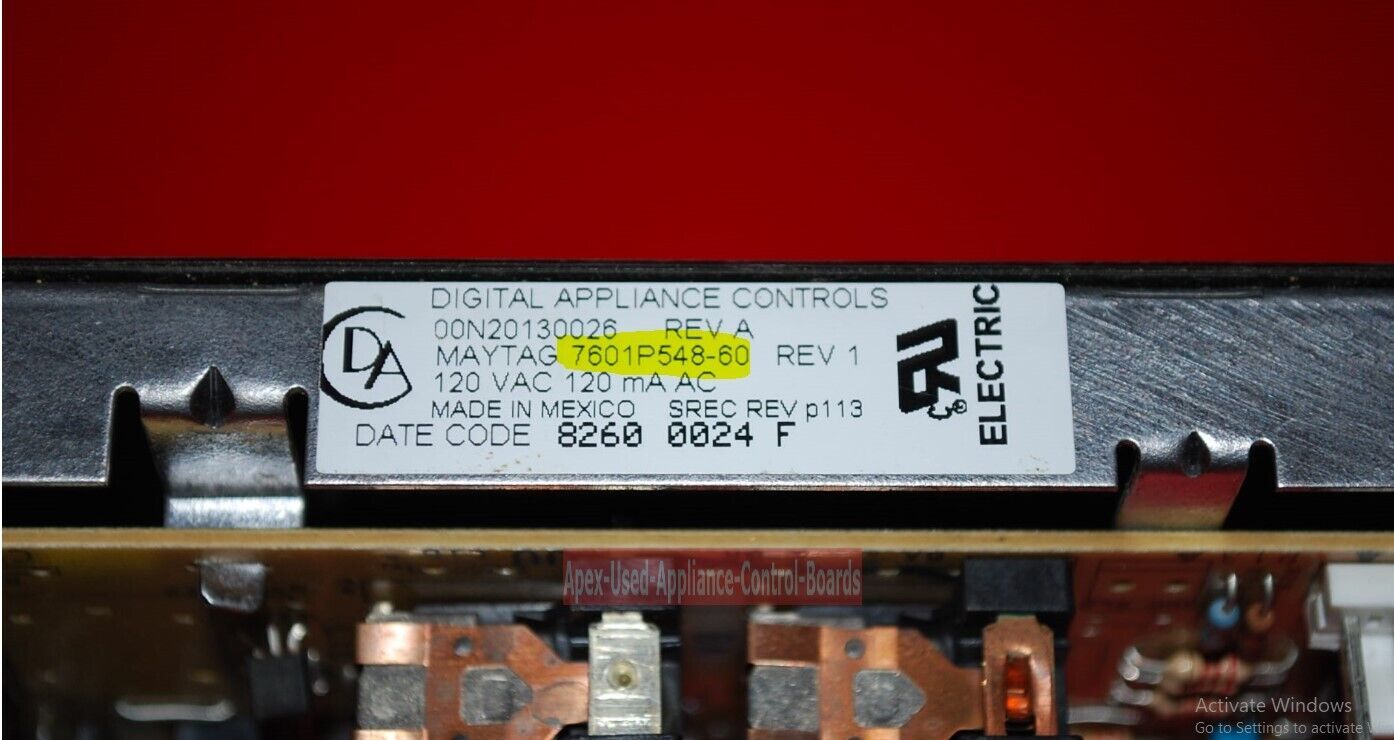 DIGITAL APPLIANCE CONTROLS
00N20130026 REV A
MAYTAG 7601P548-60 REV 1
120 VAC 120 mA AC
MADE IN MEXICO SREC REV p113
DATE CODE 8260 0024 F
DA
ELECTRIC
Apex-Used-Appliance-Control-Boards
Activate Windows
Go to Settings to activate